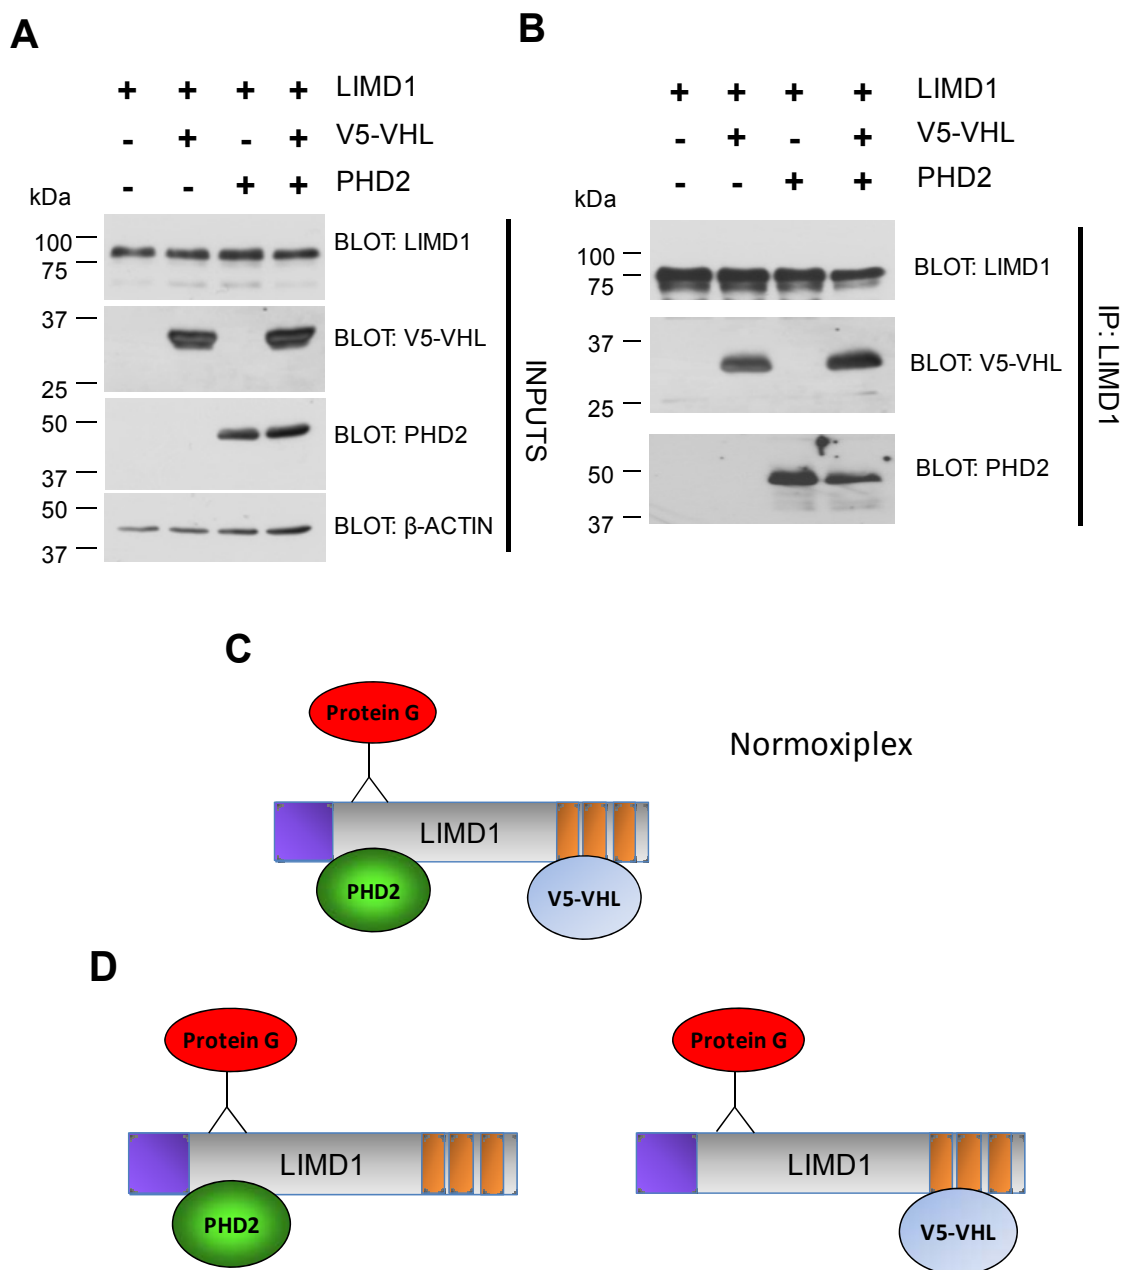 A
+ + + + LIMD1
- + - + V5-VHL
- - + + PHD2
kDa
100
75
BLOT: LIMD1
37
25
BLOT: V5-VHL
50
37
BLOT: PHD2
50
37
BLOT: β-ACTIN
INPUTS
B
+ + + + LIMD1
- + - + V5-VHL
- - + + PHD2
kDa
100
75
BLOT: LIMD1
37
25
BLOT: V5-VHL
50
37
BLOT: PHD2
IP: LIMD1
C
Protein G
Normoxiplex
LIMD1
PHD2
V5-VHL
D
Protein G
LIMD1
PHD2
Protein G
LIMD1
V5-VHL